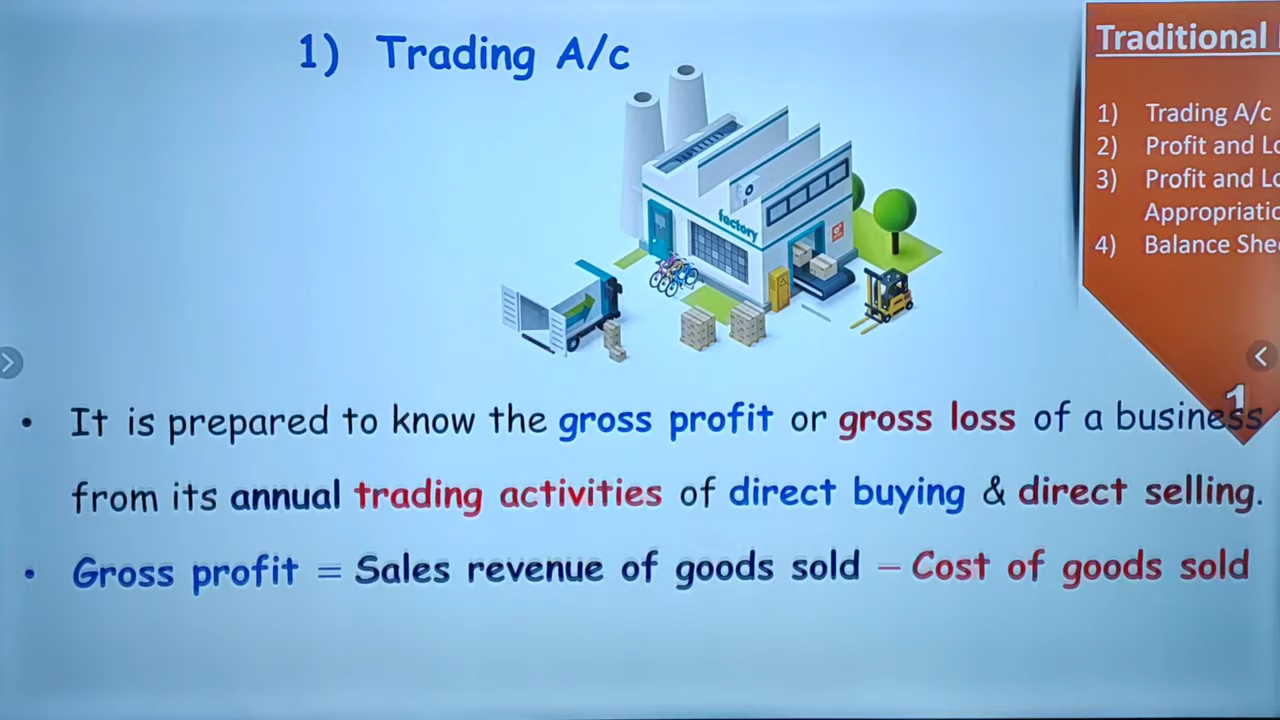 1) Trading A/c
Traditional
1) Trading A/c
2) Profit and
3) Profit and
4) Balance
factory
1
• It is prepared to know the gross profit or gross loss of a business
from its annual trading activities of direct buying & direct selling.
• Gross profit = Sales revenue of goods sold – Cost of goods sold